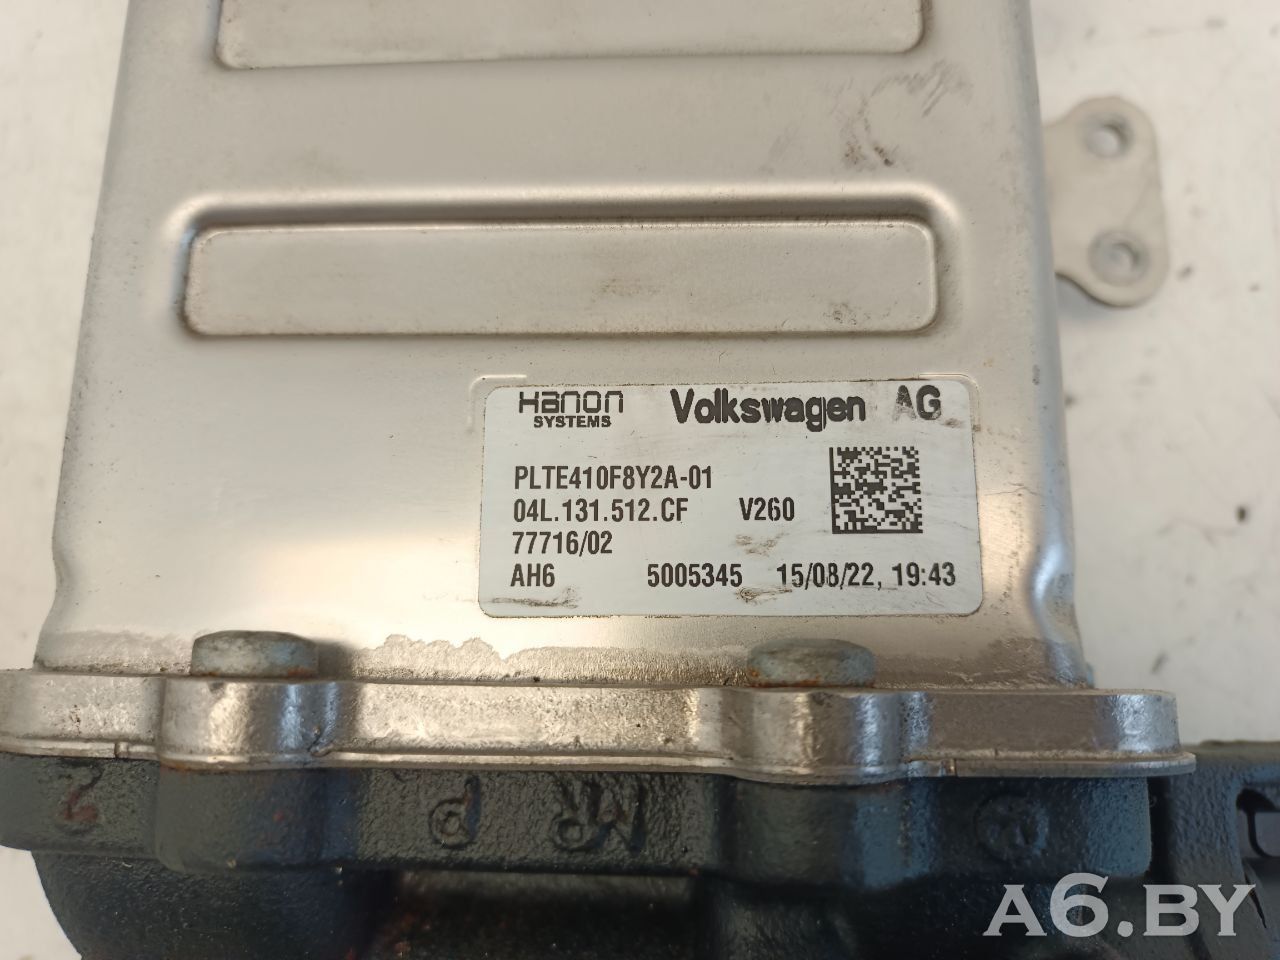 Hanon
SYSTEMS
Volkswagen AG
PLTE410F8Y2A-01
04L.131.512.CF V260
77716/02
AH6 5005345 15/08/22, 19:43
A6.BY